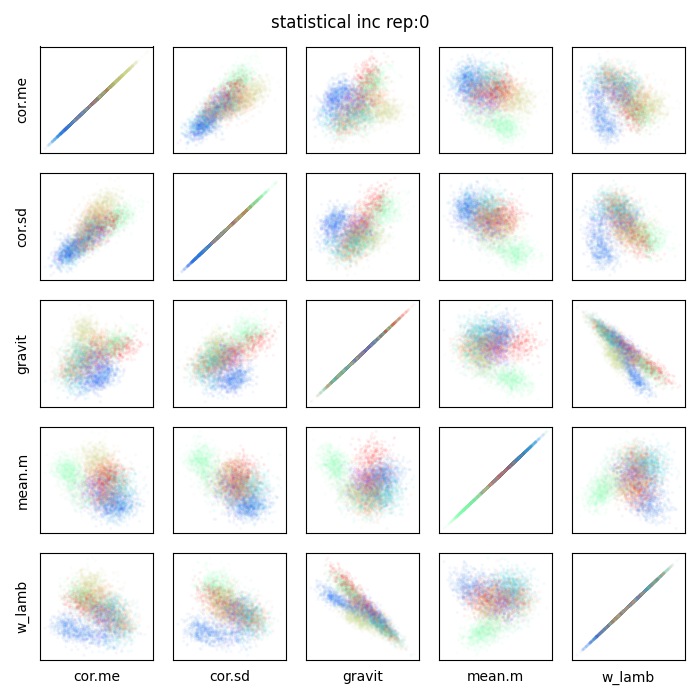 statistical inc rep:0
cor.me
cor.sd
gravit
mean.m
w_lamb
cor.me
cor.sd
gravit
mean.m
w_lamb